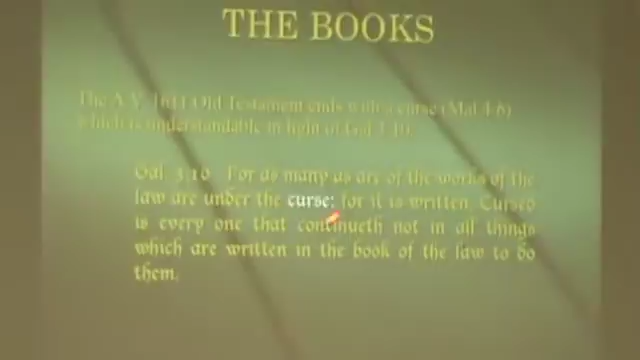 THE BOOKS
The A.V. 1611 Old Testament ends with a curse (Mal 4:6)
which is understandable in light of Gal 3:10.
Gal. 3:10 For as many as are of the works of the
law are under the curse: for it is written, Cursed
is every one that continueth not in all things
which are written in the book of the law to do
them.